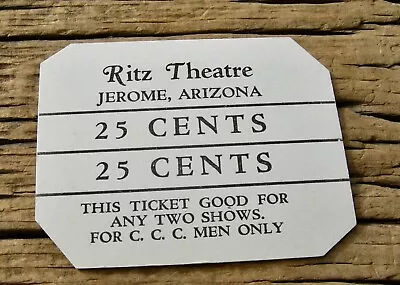 Ritz Theatre
JEROME, ARIZONA
25 CENTS
25 CENTS
THIS TICKET GOOD FOR
ANY TWO SHOWS.
FOR C. C. C. MEN ONLY